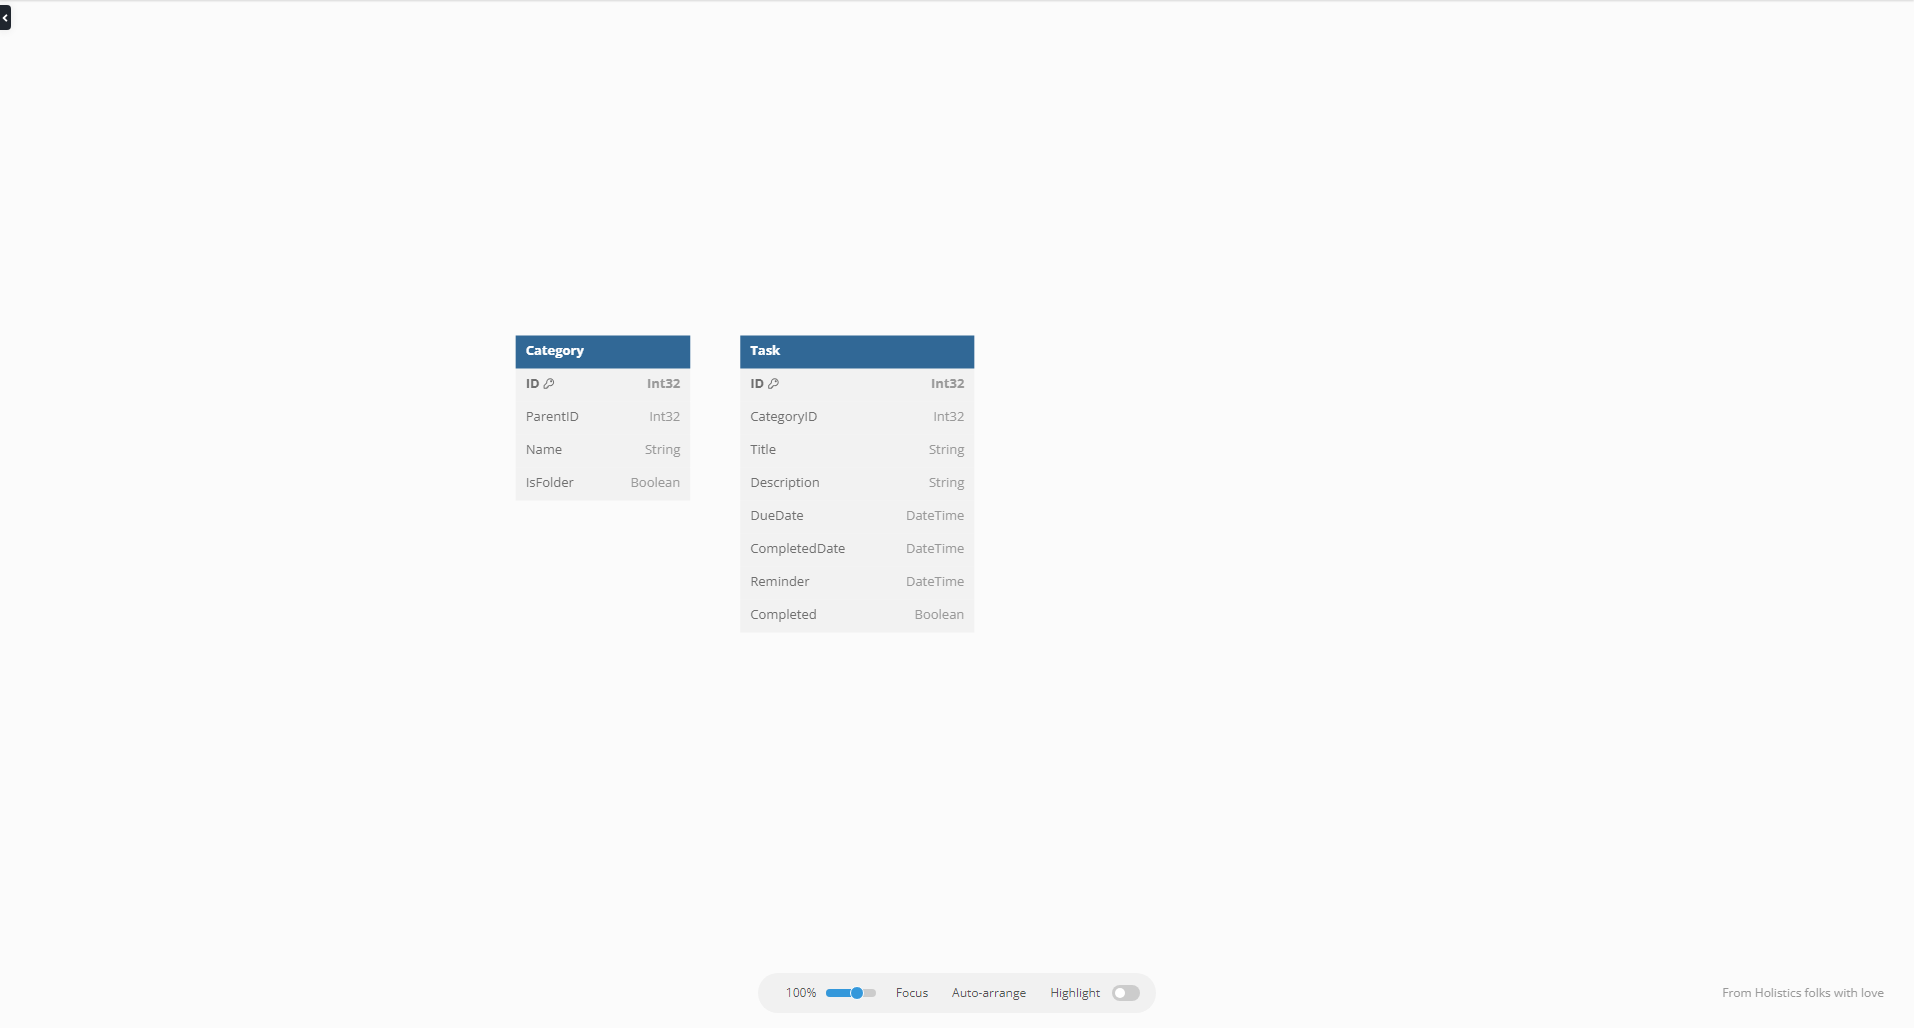 Category
ID Int32
ParentID Int32
Name String
IsFolder Boolean
Task
ID Int32
CategoryID Int32
Title String
Description String
DueDate DateTime
CompletedDate DateTime
Reminder DateTime
Completed Boolean
100% Focus Auto-arrange Highlight
From Holistics folks with love